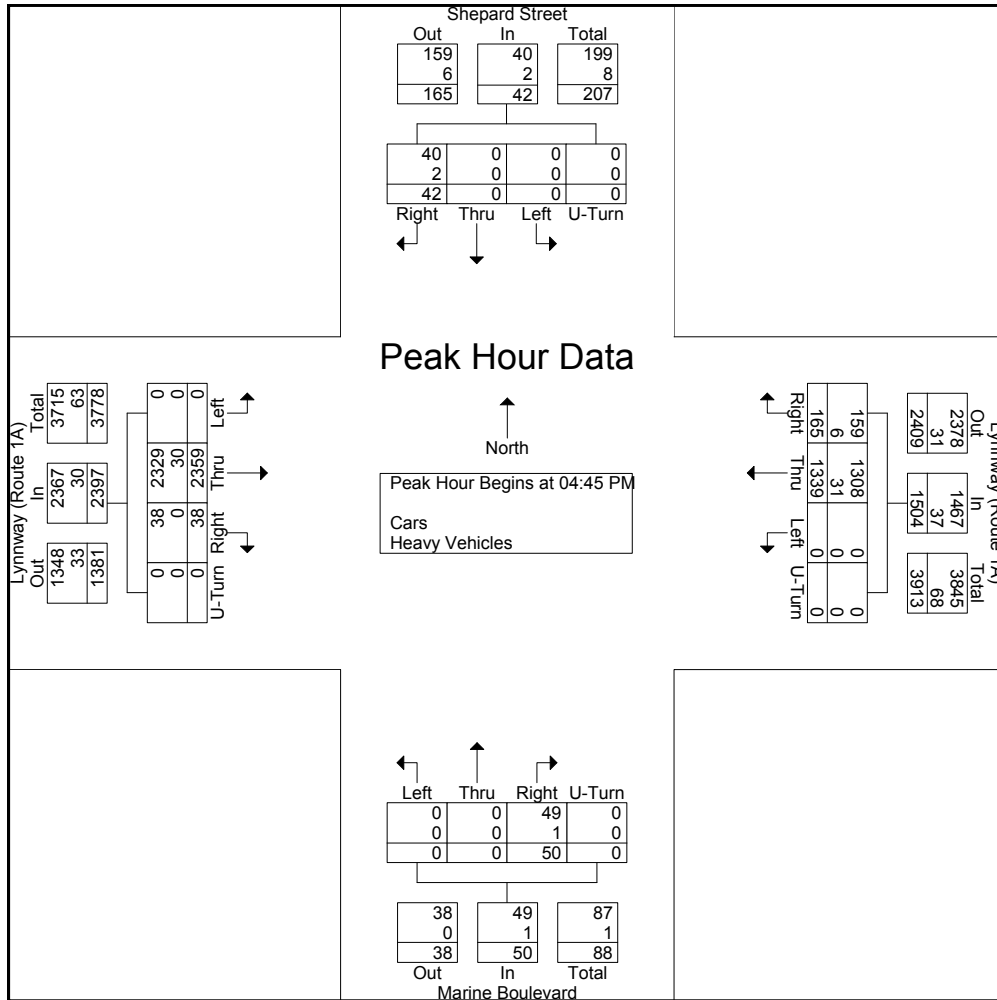 Shepard Street
Out In Total
159 40 199
6 2 8
165 42 207
40 0 0 0
2 0 0 0
42 0 0 0
Right Thru Left U-Turn
Peak Hour Data
North
Peak Hour Begins at 04:45 PM
Cars
Heavy Vehicles
Lynnway (Route 1A)
Out In Total
1348 2367 3715
33 30 63
1381 2397 3778
U-Turn Right Thru Left
0 38 2329 0
0 0 30 0
0 38 2359 0
Lynnway (Route 1A)
Out In Total
2378 1467 3845
31 37 68
2409 1504 3913
159 1308 0 0
6 31 0 0
165 1339 0 0
Right Thru Left U-Turn
Left Thru Right U-Turn
0 0 49 0
0 0 1 0
0 0 50 0
38 49 87
0 1 1
38 50 88
Out In Total
Marine Boulevard